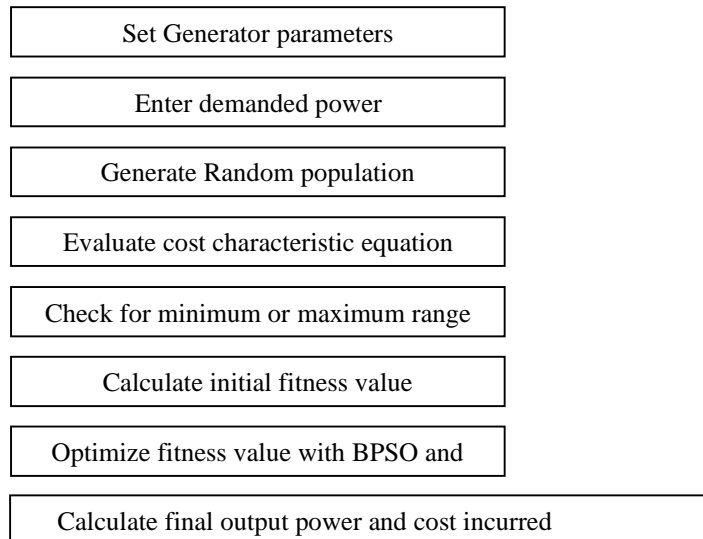 Set Generator parameters
Enter demanded power
Generate Random population
Evaluate cost characteristic equation
Check for minimum or maximum range
Calculate initial fitness value
Optimize fitness value with BPSO and
Calculate final output power and cost incurred